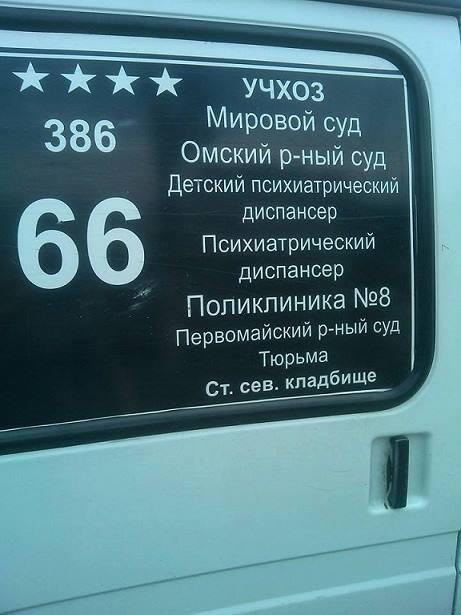 386
66
УЧХОЗ
Мировой суд
Омский р-ный суд
Детский психиатрический
диспансер
Психиатрический
диспансер
Поликлиника №8
Первомайский р-ный суд
Тюрьма
Ст. сев. кладбище